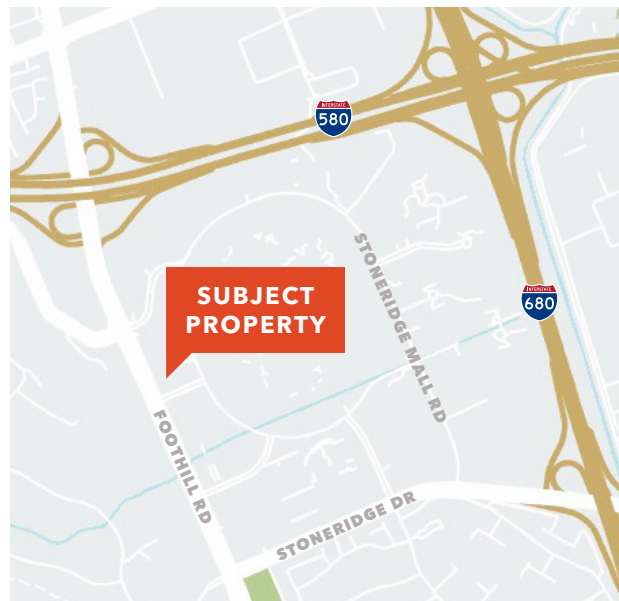 INTERSTATE
580
STONERIDGE MALL RD
SUBJECT
PROPERTY
INTERSTATE
680
FOOTHILL RD
STONERIDGE DR